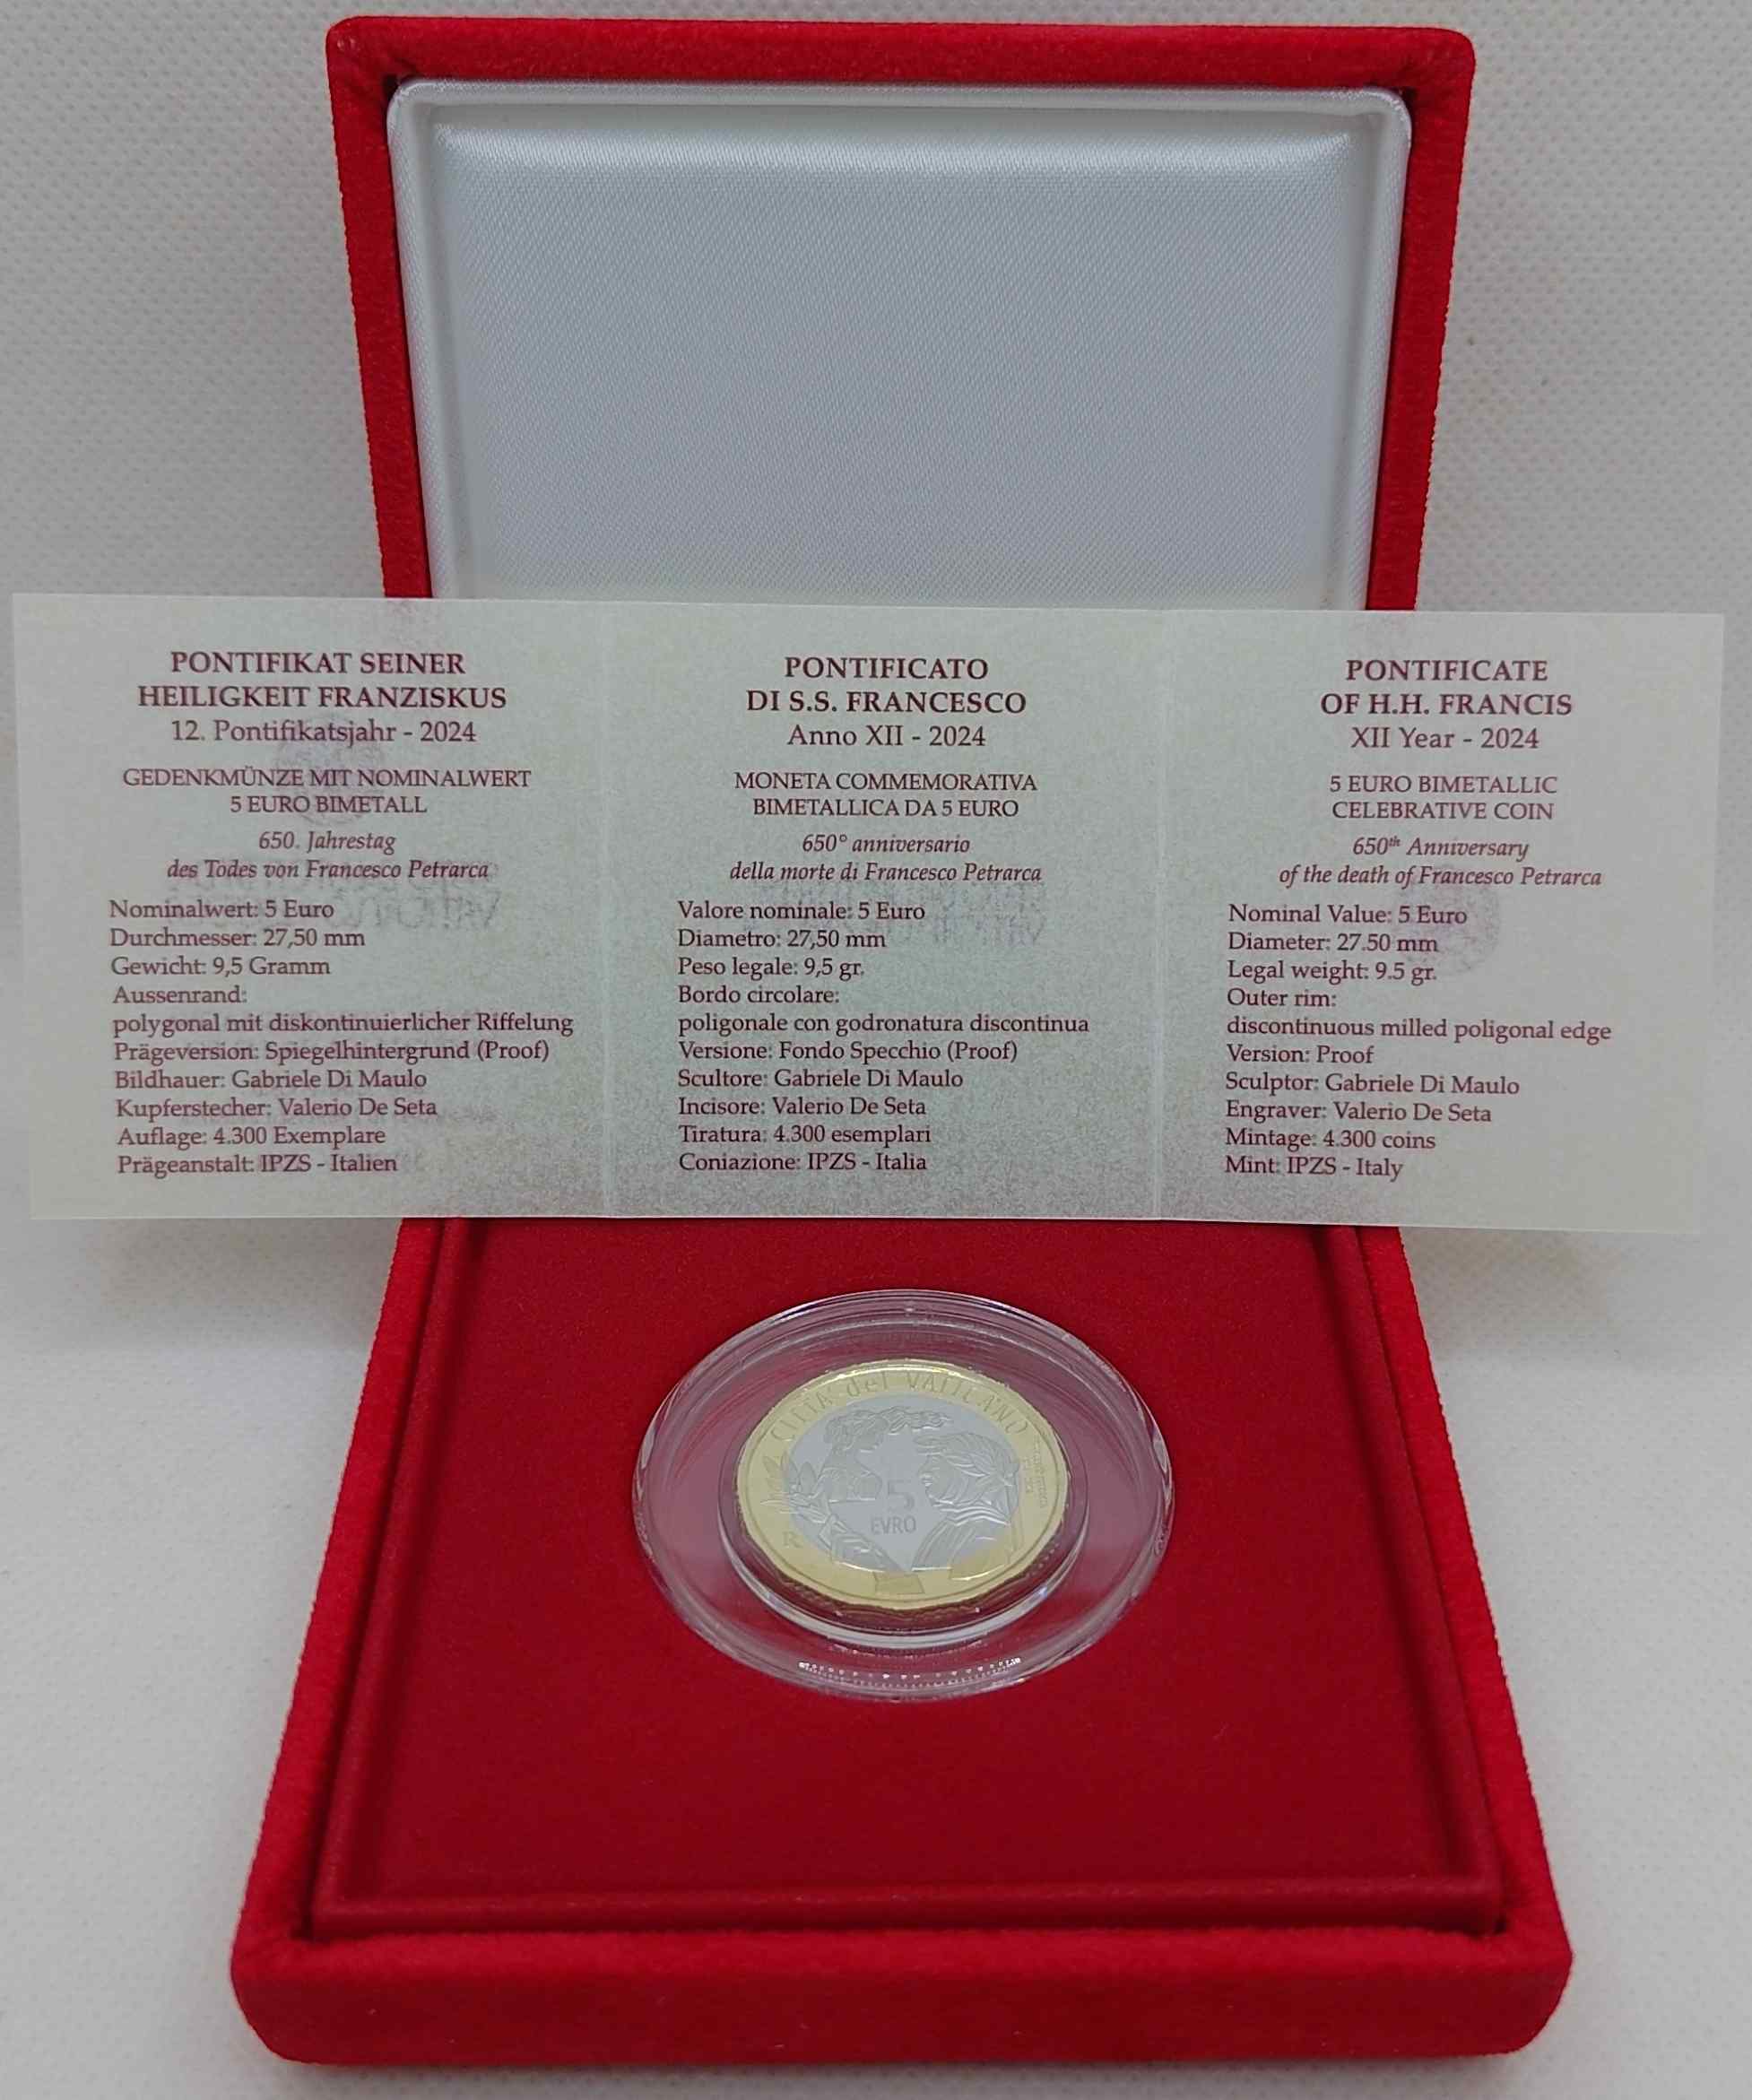 PONTIFIKAT SEINER
HEILIGKEIT FRANZISKUS
12. Pontifikatsjahr - 2024
GEDENKMÜNZE MIT NOMINALWERT
5 EURO BIMETALL
650. Jahrestag
des Todes von Francesco Petrarca
Nominalwert: 5 Euro
Durchmesser: 27,50 mm
Gewicht: 9,5 Gramm
Aussenrand:
polygonal mit diskontinuierlicher Riffelung
Prägeversion: Spiegelhintergrund (Proof)
Bildhauer: Gabriele Di Maulo
Kupferstecher: Valerio De Seta
Auflage: 4.300 Exemplare
Prägeanstalt: IPZS - Italien
PONTIFICATO
DI S.S. FRANCESCO
Anno XII - 2024
MONETA COMMEMORATIVA
BIMETALLICA DA 5 EURO
650° anniversario
della morte di Francesco Petrarca
Valore nominale: 5 Euro
Diametro: 27,50 mm
Peso legale: 9,5 gr.
Bordo circolare:
poligonale con godronatura discontinua
Versione: Fondo Specchio (Proof)
Scultore: Gabriele Di Maulo
Incisore: Valerio De Seta
Tiratura: 4.300 esemplari
Coniazione: IPZS - Italia
PONTIFICATE
OF H.H. FRANCIS
XII Year - 2024
5 EURO BIMETALLIC
CELEBRATIVE COIN
650th Anniversary
of the death of Francesco Petrarca
Nominal Value: 5 Euro
Diameter: 27.50 mm
Legal weight: 9.5 gr.
Outer rim:
discontinuous milled poligonal edge
Version: Proof
Sculptor: Gabriele Di Maulo
Engraver: Valerio De Seta
Mintage: 4.300 coins
Mint: IPZS - Italy
CITTÀ del VATICANO
5
EVRO
R